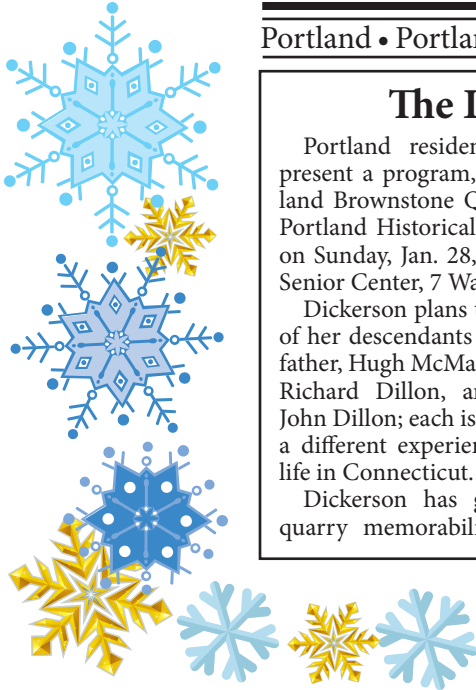 Portland • Portlan
The
Portland residen
present a program,
land Brownstone Q
Portland Historical
on Sunday, Jan. 28,
Senior Center, 7 Wa
Dickerson plans
of her descendants
father, Hugh McMa
Richard Dillon, a
John Dillon; each is
a different experien
life in Connecticut.
Dickerson has g
quarry memorabili